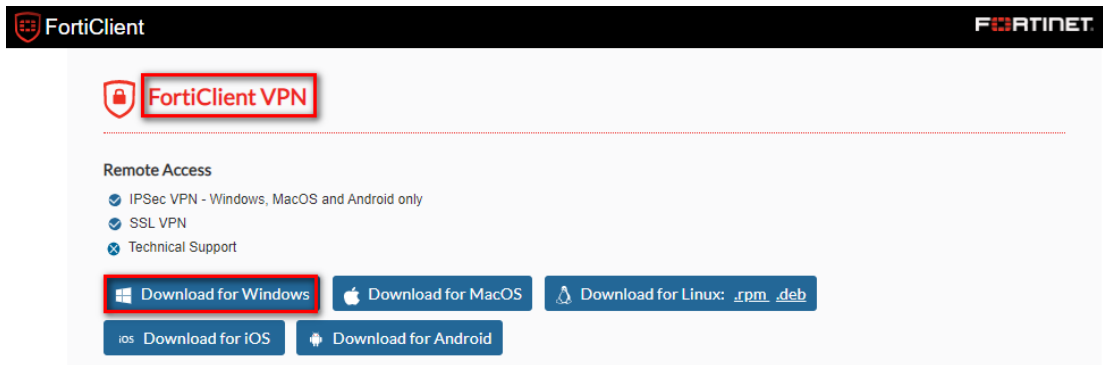 FortiClient
FORTINET.
FortiClient VPN
Remote Access
IPSec VPN - Windows, MacOS and Android only
SSL VPN
Technical Support
Download for Windows
Download for MacOS
Download for Linux: .rpm .deb
iOS Download for iOS
Download for Android